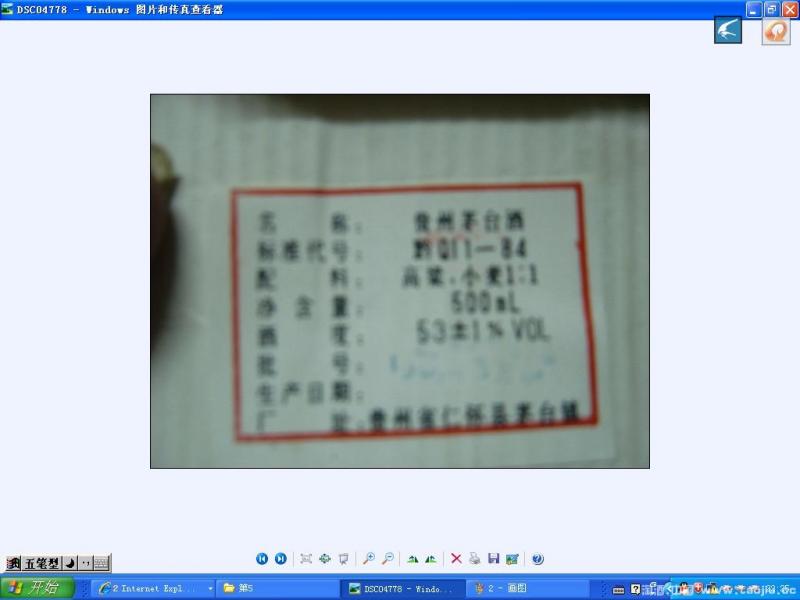 DSC04778 - Windows 图片和传真查看器
名 称: 贵州茅台酒
标准代号: 黔Q11-84
配 料: 高粱.小麦1:1
净含量: 500mL
酒 度: 53±1%VOL
批 号:
生产日期:
厂 址:贵州省仁怀县茅台镇
五笔型
开始
2 Internet Expl...
第5
DSC04778 - Windo...
2 - 画图